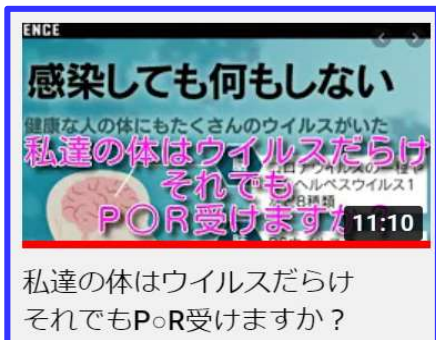 ENCE
感染しても何もしない
健康な人の体にもたくさんのウイルスがいた
私達の体はウイルスだらけ
それでも
ヘルペスウイルス1
P〇R受けますか?
8種類
11:10
私達の体はウイルスだらけ
それでもP○R受けますか?